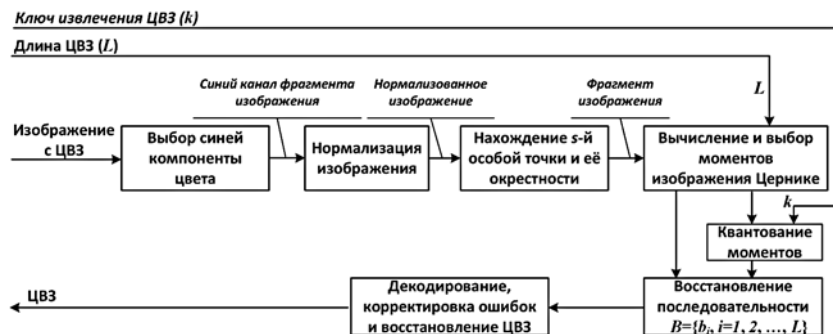 Ключ извлечения ЦВЗ (k)
Длина ЦВЗ (L)
Синий канал фрагмента
изображения
Нормализованное
изображение
Фрагмент
изображения
L
Изображение
с ЦВЗ
Выбор синей
компоненты
цвета
Нормализация
изображения
Нахождение s-й
особой точки и её
окрестности
Вычисление и выбор
моментов
изображения Цернике
k
Квантование
моментов
ЦВЗ
Декодирование,
корректировка ошибок
и восстановление ЦВЗ
Восстановление
последовательности
B={bi, i=1, 2, …, L}